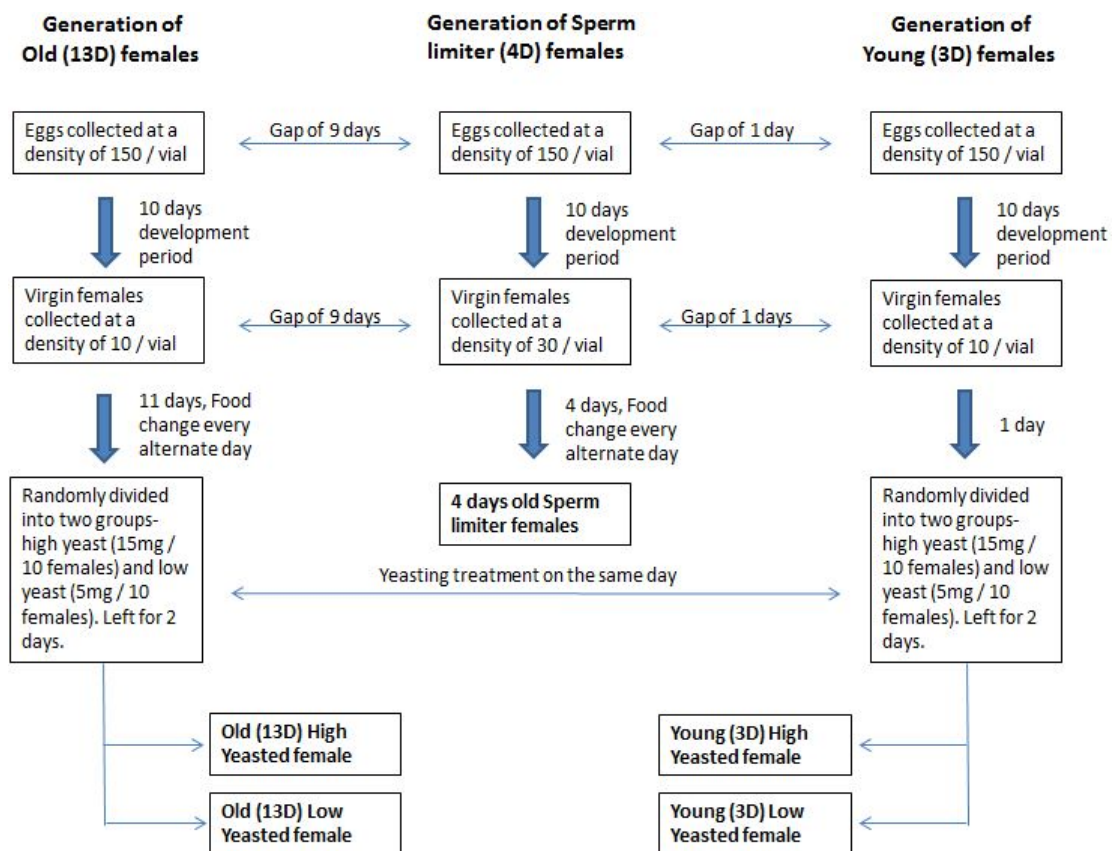 Generation of
Old (13D) females
Generation of Sperm
limiter (4D) females
Generation of
Young (3D) females
Eggs collected at a
density of 150 / vial
Gap of 9 days
Eggs collected at a
density of 150 / vial
Gap of 1 day
Eggs collected at a
density of 150 / vial
10 days
development
period
10 days
development
period
10 days
development
period
Virgin females
collected at a
density of 10 / vial
Gap of 9 days
Virgin females
collected at a
density of 30 / vial
Gap of 1 days
Virgin females
collected at a
density of 10 / vial
11 days, Food
change every
alternate day
4 days, Food
change every
alternate day
1 day
Randomly divided
into two groups-
high yeast (15mg /
10 females) and low
yeast (5mg / 10
females). Left for 2
days.
4 days old Sperm
limiter females
Randomly divided
into two groups-
high yeast (15mg /
10 females) and low
yeast (5mg / 10
females). Left for 2
days.
Yeasting treatment on the same day
Old (13D) High
Yeasted female
Young (3D) High
Yeasted female
Old (13D) Low
Yeasted female
Young (3D) Low
Yeasted female